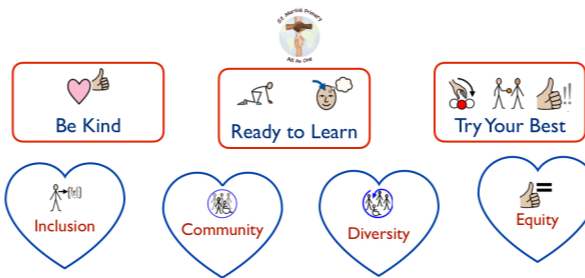 St. Martin's Primary
All As One
Be Kind
Ready to Learn
Try Your Best
Inclusion
Community
Diversity
Equity